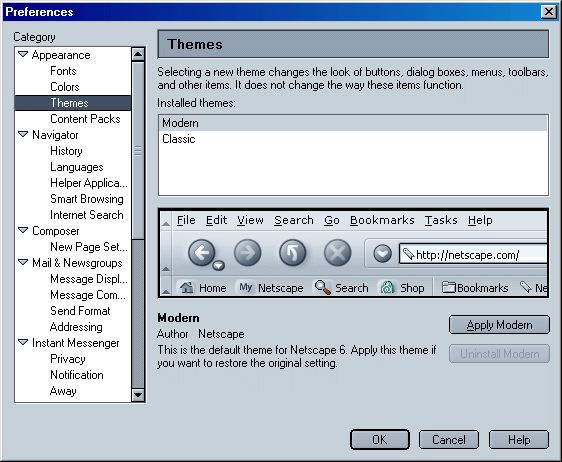 Preferences
Category
Appearance
Fonts
Colors
Themes
Content Packs
Navigator
History
Languages
Helper Applica...
Smart Browsing
Internet Search
Composer
New Page Set...
Mail & Newsgroups
Message Displ...
Message Com...
Send Format
Addressing
Instant Messenger
Privacy
Notification
Away
Themes
Selecting a new theme changes the look of buttons, dialog boxes, menus, toolbars,
and other items. It does not change the way these items function.
Installed themes:
Modern
Classic
File Edit View Search Go Bookmarks Tasks Help
http://netscape.com/
Home My Netscape Search Shop Bookmarks Ne
Modern
Author Netscape
This is the default theme for Netscape 6. Apply this theme if
you want to restore the original setting.
Apply Modern
Uninstall Modern
OK Cancel Help